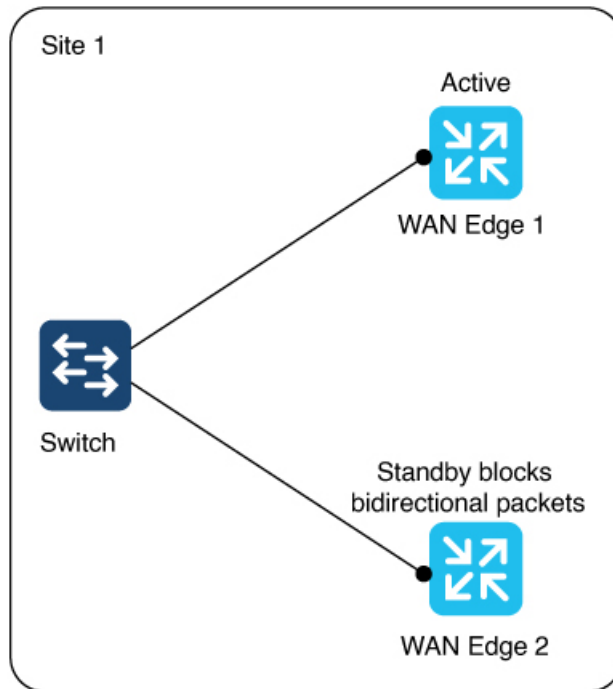 Site 1
Active
WAN Edge 1
Switch
Standby blocks
bidirectional packets
WAN Edge 2